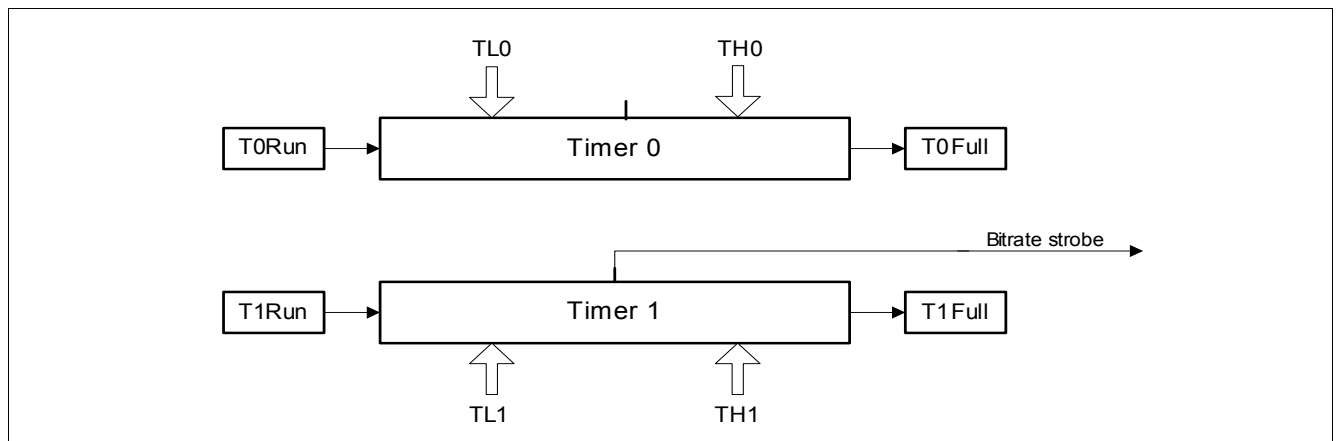 TL0 TH0
T0Run Timer 0 T0Full
Bitrate strobe
T1Run Timer 1 T1Full
TL1 TH1